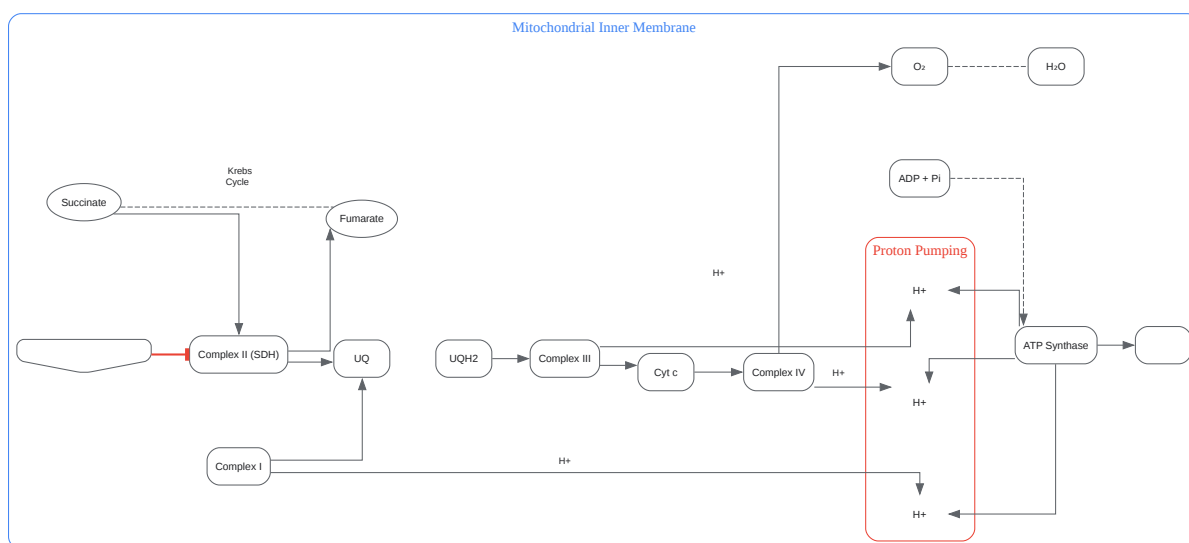 Mitochondrial Inner Membrane
O₂
H₂O
Krebs
Cycle
ADP + Pi
Succinate
Fumarate
Proton Pumping
H+
H+
Complex II (SDH)
UQ
UQH2
Complex III
Cyt c
Complex IV
H+
H+
ATP Synthase
Complex I
H+
H+